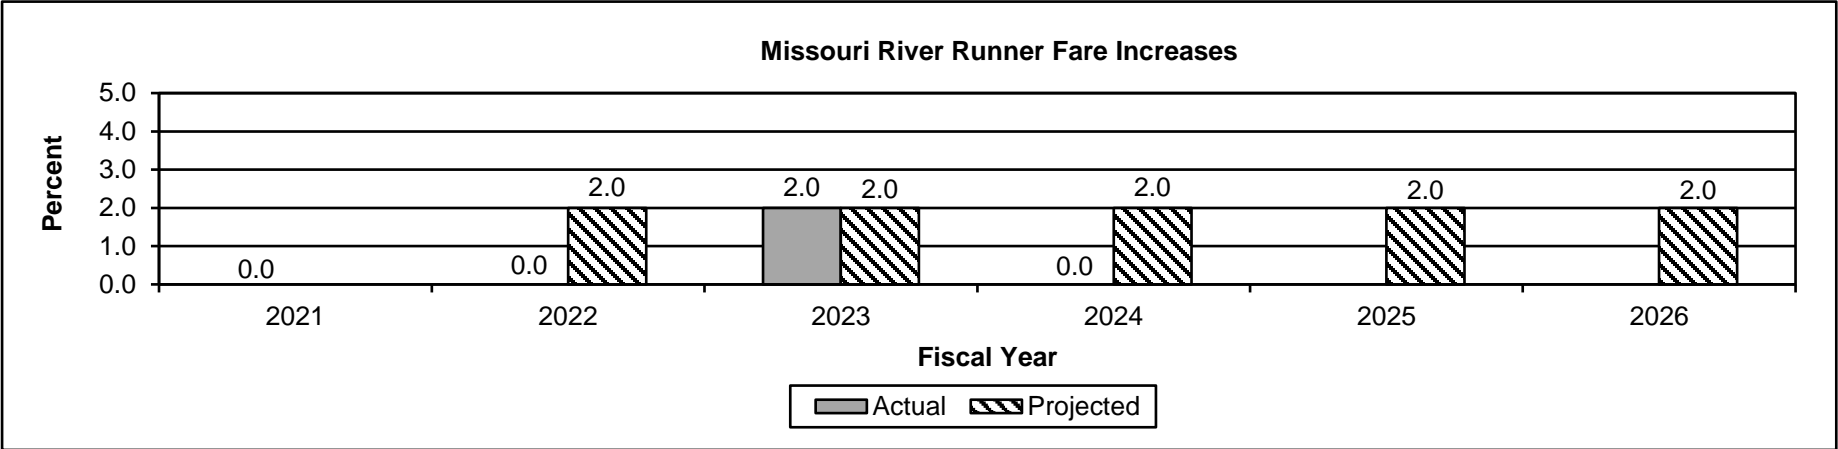 Missouri River Runner Fare Increases
Percent
5.0
4.0
3.0
2.0
1.0
0.0
0.0
0.0 2.0
2.0 2.0
0.0 2.0
2.0
2.0
2021 2022 2023 2024 2025 2026
Fiscal Year
Actual Projected